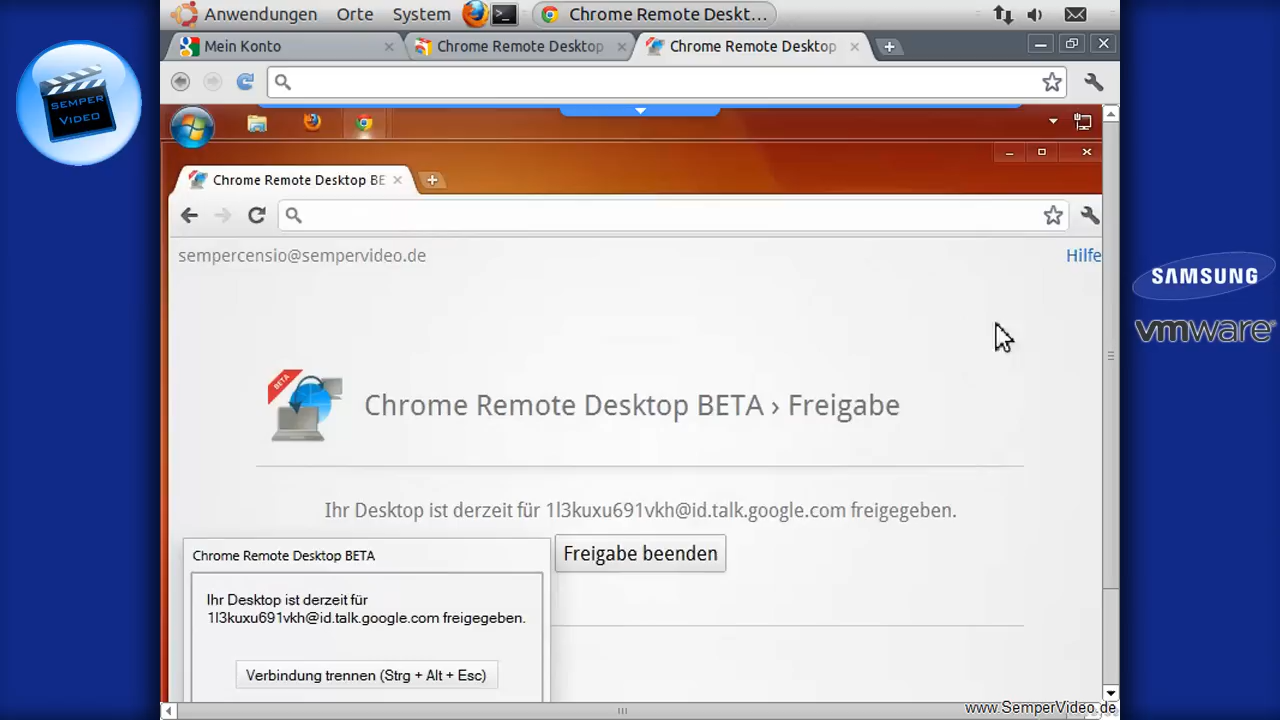 Anwendungen Orte System Chrome Remote Deskt...
Mein Konto Chrome Remote Desktop Chrome Remote Desktop
SEMPER
VIDEO
Chrome Remote Desktop BE
sempercensio@sempervideo.de Hilfe
SAMSUNG
vmware
BETA
Chrome Remote Desktop BETA › Freigabe
Ihr Desktop ist derzeit für 1l3kuxu691vkh@id.talk.google.com freigegeben.
Freigabe beenden
Chrome Remote Desktop BETA
Ihr Desktop ist derzeit für
1l3kuxu691vkh@id.talk.google.com freigegeben.
Verbindung trennen (Strg + Alt + Esc)
www.SemperVideo.de